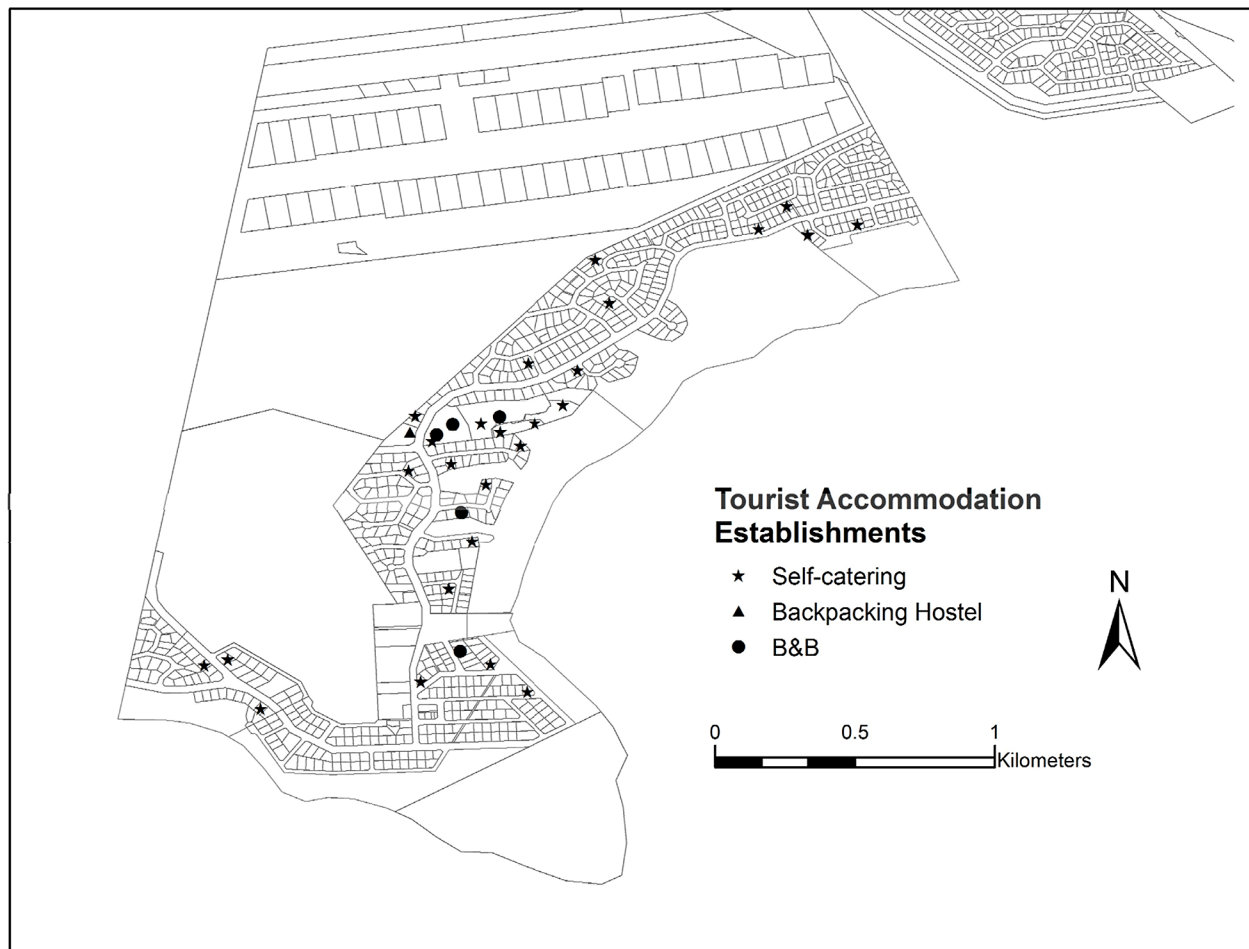 Tourist Accommodation
Establishments
Self-catering
Backpacking Hostel
B&B
N
0 0.5 1
Kilometers